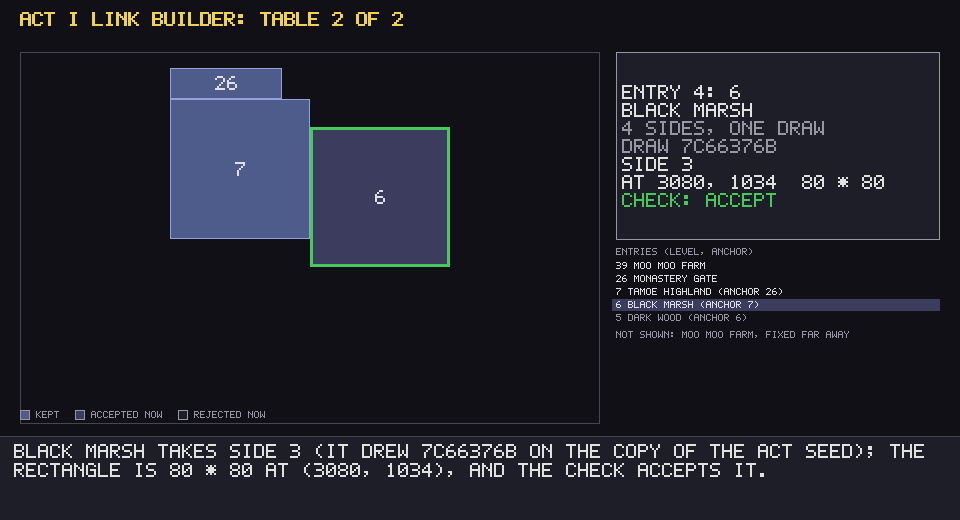 ACT I LINK BUILDER: TABLE 2 OF 2
26
7
6
ENTRY 4: 6
BLACK MARSH
4 SIDES, ONE DRAW
DRAW 7C66376B
SIDE 3
AT 3080, 1034  80 * 80
CHECK: ACCEPT
ENTRIES (LEVEL, ANCHOR)
39 MOO MOO FARM
26 MONASTERY GATE
7 TAMOE HIGHLAND (ANCHOR 26)
6 BLACK MARSH (ANCHOR 7)
5 DARK WOOD (ANCHOR 6)
NOT SHOWN: MOO MOO FARM, FIXED FAR AWAY
KEPT ACCEPTED NOW REJECTED NOW
BLACK MARSH TAKES SIDE 3 (IT DREW 7C66376B ON THE COPY OF THE ACT SEED); THE
RECTANGLE IS 80 * 80 AT (3080, 1034), AND THE CHECK ACCEPTS IT.